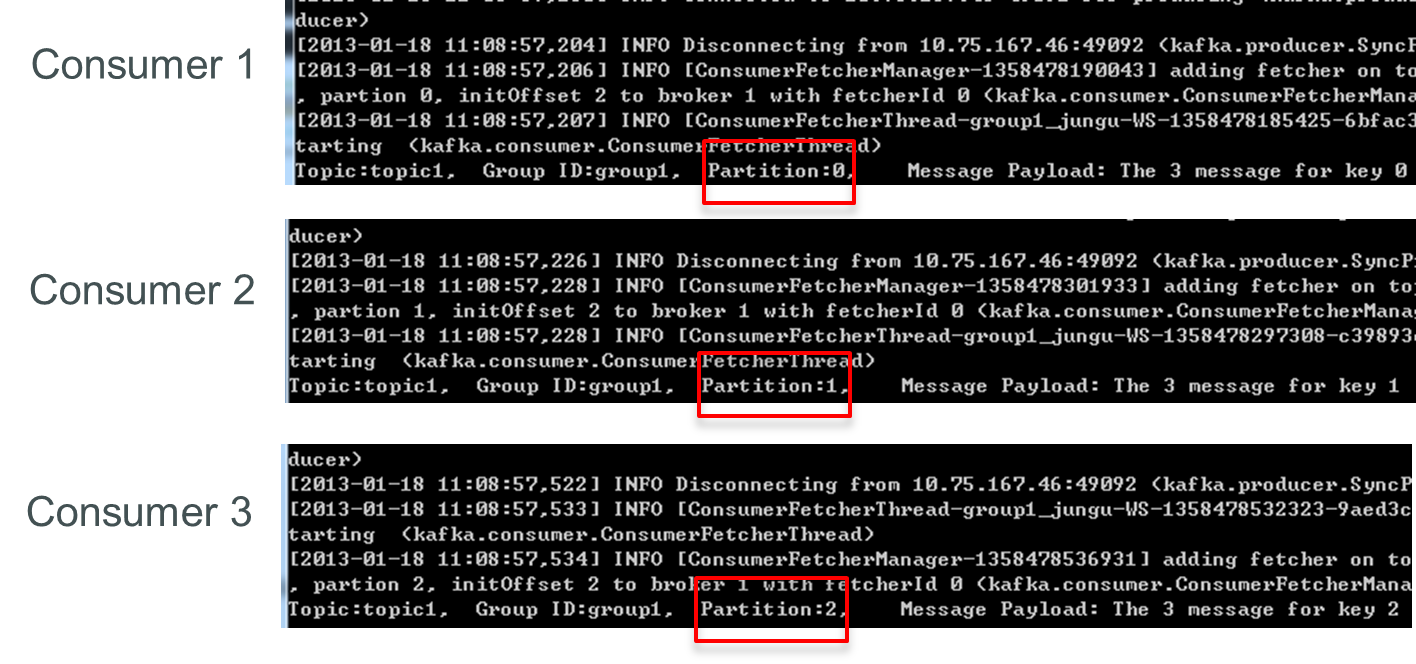 Consumer 1
ducer)
[2013-01-18 11:08:57,204] INFO Disconnecting from 10.75.167.46:49092 (kafka.producer.SyncP
[2013-01-18 11:08:57,206] INFO [ConsumerFetcherManager-1358478190043] adding fetcher on to
, partion 0, initOffset 2 to broker 1 with fetcherId 0 (kafka.consumer.ConsumerFetcherMana
[2013-01-18 11:08:57,207] INFO [ConsumerFetcherThread-group1_jungu-WS-1358478185425-6bfac3
tarting (kafka.consumer.ConsumerFetcherThread)
Topic:topic1, Group ID:group1, Partition:0, Message Payload: The 3 message for key 0
Consumer 2
ducer)
[2013-01-18 11:08:57,226] INFO Disconnecting from 10.75.167.46:49092 (kafka.producer.SyncP
[2013-01-18 11:08:57,228] INFO [ConsumerFetcherManager-1358478301933] adding fetcher on to
, partion 1, initOffset 2 to broker 1 with fetcherId 0 (kafka.consumer.ConsumerFetcherMana
[2013-01-18 11:08:57,228] INFO [ConsumerFetcherThread-group1_jungu-WS-1358478297308-c39893
tarting (kafka.consumer.ConsumerFetcherThread)
Topic:topic1, Group ID:group1, Partition:1, Message Payload: The 3 message for key 1
Consumer 3
ducer)
[2013-01-18 11:08:57,522] INFO Disconnecting from 10.75.167.46:49092 (kafka.producer.SyncP
[2013-01-18 11:08:57,533] INFO [ConsumerFetcherThread-group1_jungu-WS-1358478532323-9aed3c
tarting (kafka.consumer.ConsumerFetcherThread)
[2013-01-18 11:08:57,534] INFO [ConsumerFetcherManager-1358478536931] adding fetcher on to
, partion 2, initOffset 2 to broker 1 with fetcherId 0 (kafka.consumer.ConsumerFetcherMana
Topic:topic1, Group ID:group1, Partition:2, Message Payload: The 3 message for key 2